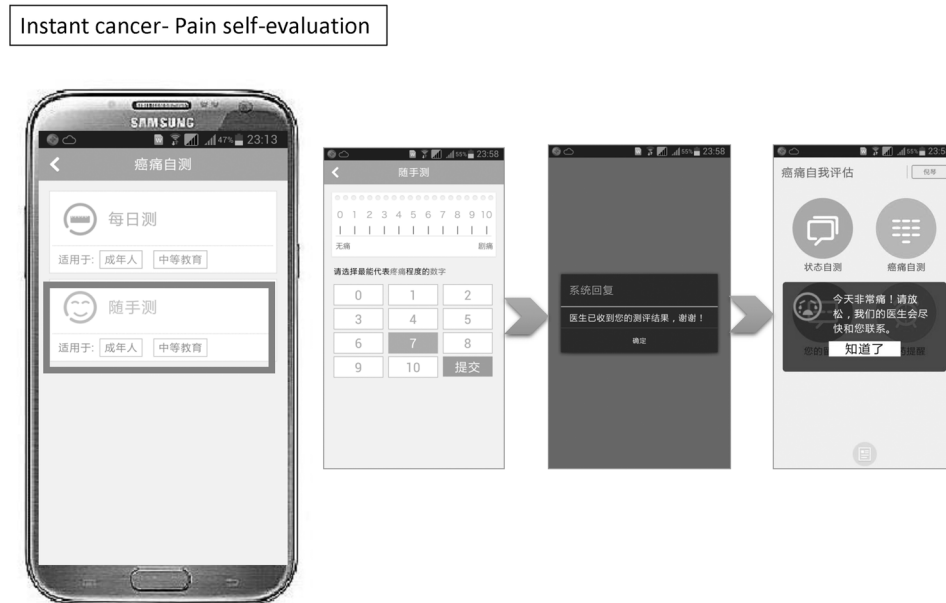 Instant cancer- Pain self-evaluation
SAMSUNG
47% 23:13
癌痛自测
每日测
适用于: 成年人 中等教育
随手测
适用于: 成年人 中等教育
55% 23:58
随手测
0 1 2 3 4 5 6 7 8 9 10
无痛 剧痛
请选择最能代表疼痛程度的数字
0 1 2
3 4 5
6 7 8
9 10 提交
55% 23:58
系统回复
医生已收到您的测评结果，谢谢！
确定
55% 23:5
癌痛自我评估
状态自测 癌痛自测
今天非常痛！请放
松，我们的医生会尽
快和您联系。
知道了